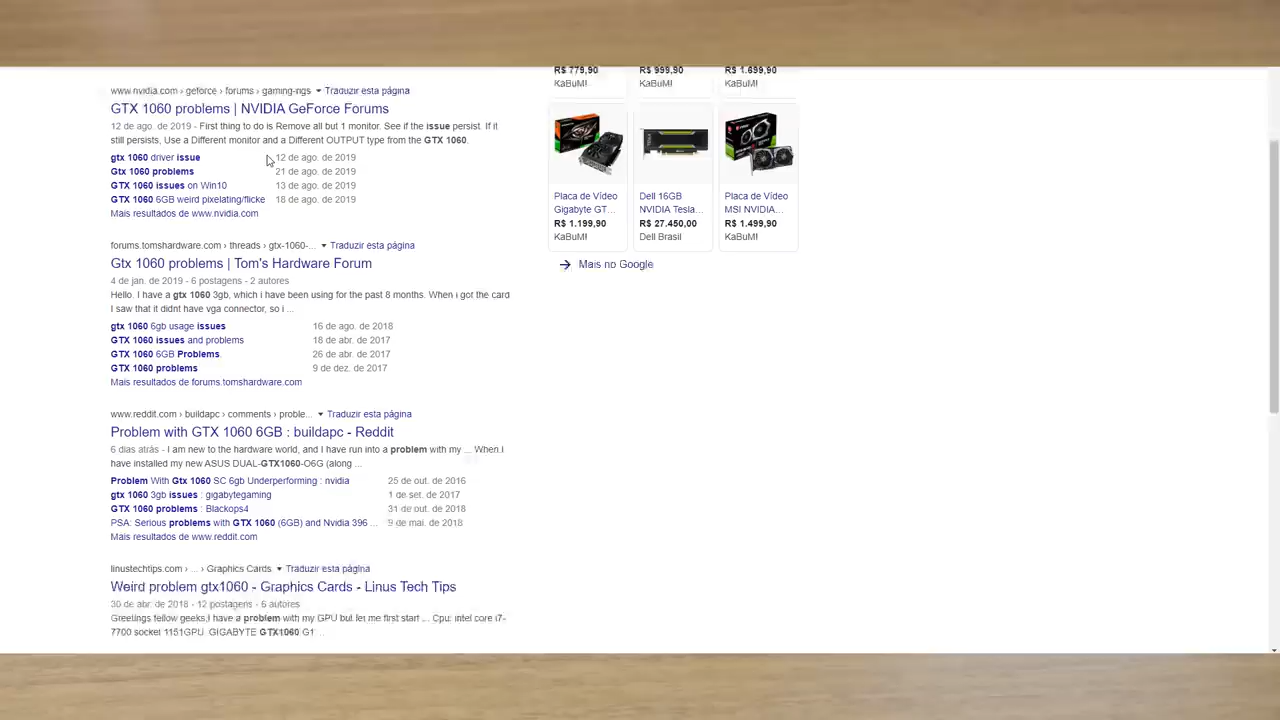 www.nvidia.com › geforce › forums › gaming-rigs ▾ Traduzir esta página
GTX 1060 problems | NVIDIA GeForce Forums
12 de ago. de 2019 - First thing to do is Remove all but 1 monitor. See if the issue persist. If it
still persists, Use a Different monitor and a Different OUTPUT type from the GTX 1060.
gtx 1060 driver issue 12 de ago. de 2019
Gtx 1060 problems 21 de ago. de 2019
GTX 1060 issues on Win10 13 de ago. de 2019
GTX 1060 6GB weird pixelating/flicke 18 de ago. de 2019
Mais resultados de www.nvidia.com
forums.tomshardware.com › threads › gtx-1060-... ▾ Traduzir esta página
Gtx 1060 problems | Tom's Hardware Forum
4 de jan. de 2019 - 6 postagens - 2 autores
Hello. I have a gtx 1060 3gb, which i have been using for the past 8 months. When i got the card
I saw that it didnt have vga connector, so i ...
gtx 1060 6gb usage issues 16 de ago. de 2018
GTX 1060 issues and problems 18 de abr. de 2017
GTX 1060 6GB Problems 26 de abr. de 2017
GTX 1060 problems 9 de dez. de 2017
Mais resultados de forums.tomshardware.com
www.reddit.com › buildapc › comments › proble... ▾ Traduzir esta página
Problem with GTX 1060 6GB : buildapc - Reddit
6 dias atrás - I am new to the hardware world, and I have run into a problem with my ... When I
have installed my new ASUS DUAL-GTX1060-O6G (along ...
Problem With Gtx 1060 SC 6gb Underperforming : nvidia 25 de out. de 2016
gtx 1060 3gb issues : gigabytegaming 1 de set. de 2017
GTX 1060 problems : Blackops4 31 de out. de 2018
PSA: Serious problems with GTX 1060 (6GB) and Nvidia 396 ... 9 de mai. de 2018
Mais resultados de www.reddit.com
linustechtips.com › ... › Graphics Cards ▾ Traduzir esta página
Weird problem gtx1060 - Graphics Cards - Linus Tech Tips
30 de abr. de 2018 - 12 postagens - 6 autores
Greetings fellow geeks,I have a problem with my GPU but let me first start ... Cpu: intel core i7-
7700 socket 1151GPU: GIGABYTE GTX1060 G1 ...
R$ 779,90 R$ 999,90 R$ 1.699,90
KaBuM! KaBuM! KaBuM!
Placa de Vídeo Dell 16GB Placa de Vídeo
Gigabyte GT... NVIDIA Tesla... MSI NVIDIA...
R$ 1.199,90 R$ 27.450,00 R$ 1.499,90
KaBuM! Dell Brasil KaBuM!
→ Mais no Google